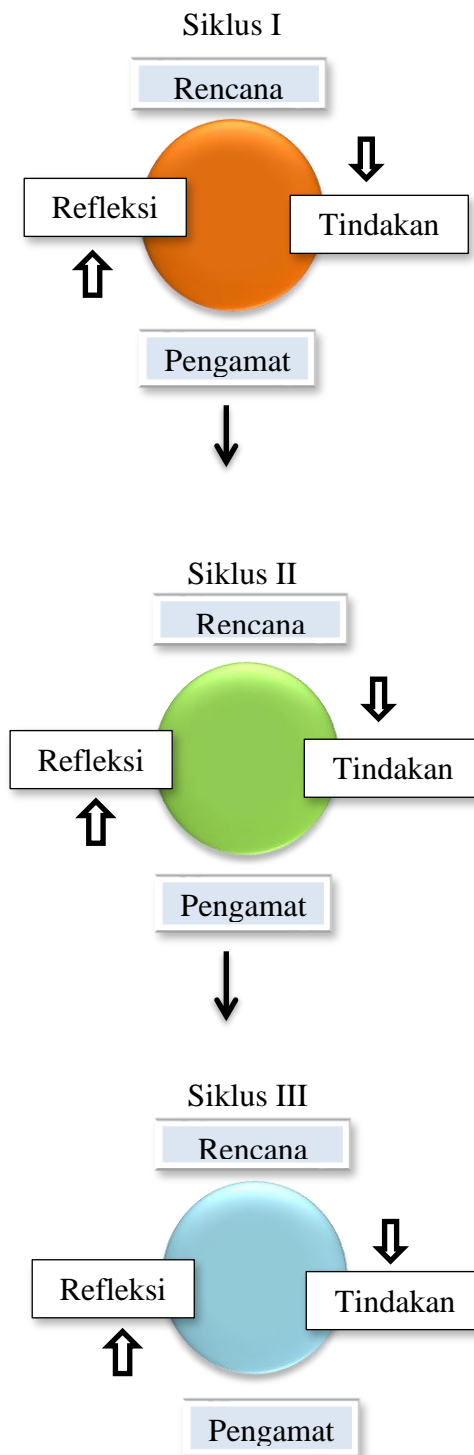 Siklus I
Rencana
Refleksi
Tindakan
Pengamat
Siklus II
Rencana
Refleksi
Tindakan
Pengamat
Siklus III
Rencana
Refleksi
Tindakan
Pengamat